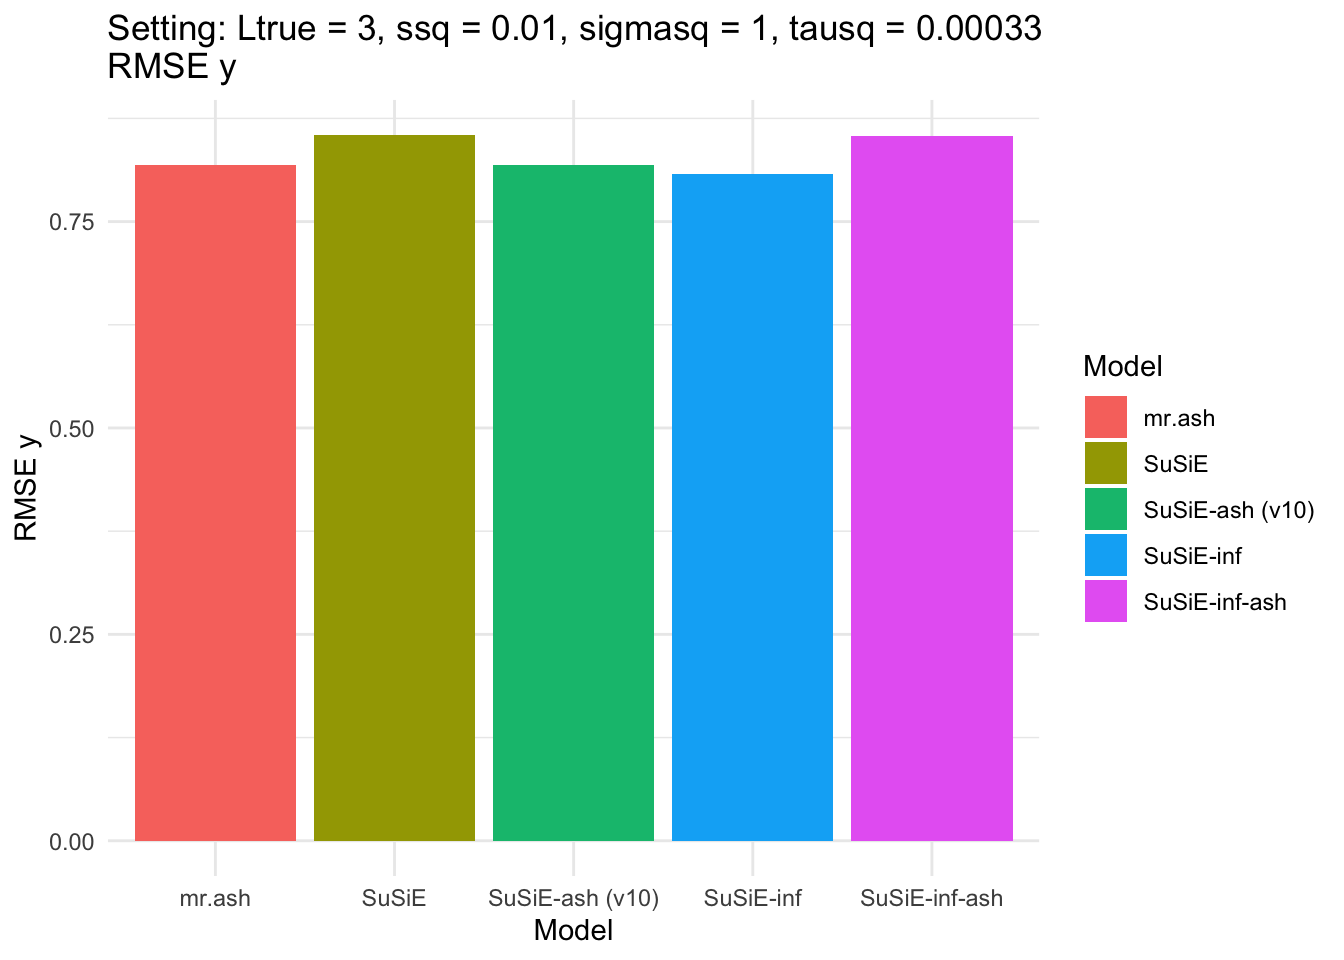 Setting: Ltrue = 3, ssq = 0.01, sigmasq = 1, tausq = 0.00033
RMSE y
RMSE y
0.75
0.50
0.25
0.00
mr.ash
SuSiE
SuSiE-ash (v10)
SuSiE-inf
SuSiE-inf-ash
Model
Model
mr.ash
SuSiE
SuSiE-ash (v10)
SuSiE-inf
SuSiE-inf-ash